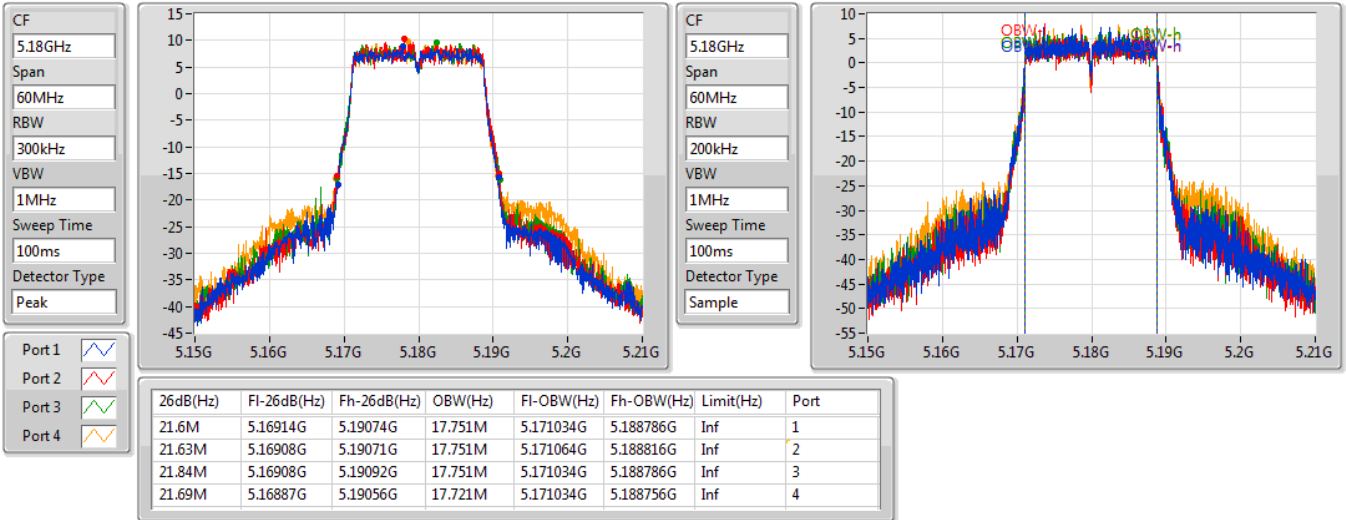 CF
5.18GHz
Span
60MHz
RBW
300kHz
VBW
1MHz
Sweep Time
100ms
Detector Type
Peak
15
10
5
0
-5
-10
-15
-20
-25
-30
-35
-40
-45
5.15G 5.16G 5.17G 5.18G 5.19G 5.2G 5.21G
CF
5.18GHz
Span
60MHz
RBW
200kHz
VBW
1MHz
Sweep Time
100ms
Detector Type
Sample
10
5
0
-5
-10
-15
-20
-25
-30
-35
-40
-45
-50
-55
OBW-h
OBW-h
5.15G 5.16G 5.17G 5.18G 5.19G 5.2G 5.21G
Port 1
Port 2
Port 3
Port 4
26dB(Hz) Fl-26dB(Hz) Fh-26dB(Hz) OBW(Hz) Fl-OBW(Hz) Fh-OBW(Hz) Limit(Hz) Port
21.6M 5.16914G 5.19074G 17.751M 5.171034G 5.188786G Inf 1
21.63M 5.16908G 5.19071G 17.751M 5.171064G 5.188816G Inf 2
21.84M 5.16908G 5.19092G 17.751M 5.171034G 5.188786G Inf 3
21.69M 5.16887G 5.19056G 17.721M 5.171034G 5.188756G Inf 4